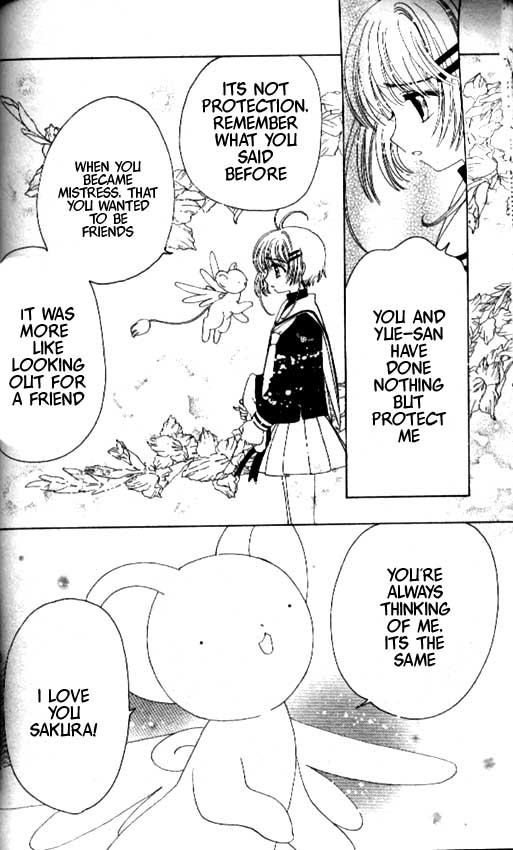 YOU AND
YUE-SAN
HAVE
DONE
NOTHING
BUT
PROTECT
ME
IT'S NOT
PROTECTION.
REMEMBER
WHAT YOU
SAID
BEFORE
WHEN YOU
BECAME
MISTRESS. THAT
YOU WANTED
TO BE
FRIENDS
IT WAS
MORE
LIKE
LOOKING
OUT FOR
A FRIEND
YOU'RE
ALWAYS
THINKING
OF ME.
ITS THE
SAME
I LOVE
YOU
SAKURA!